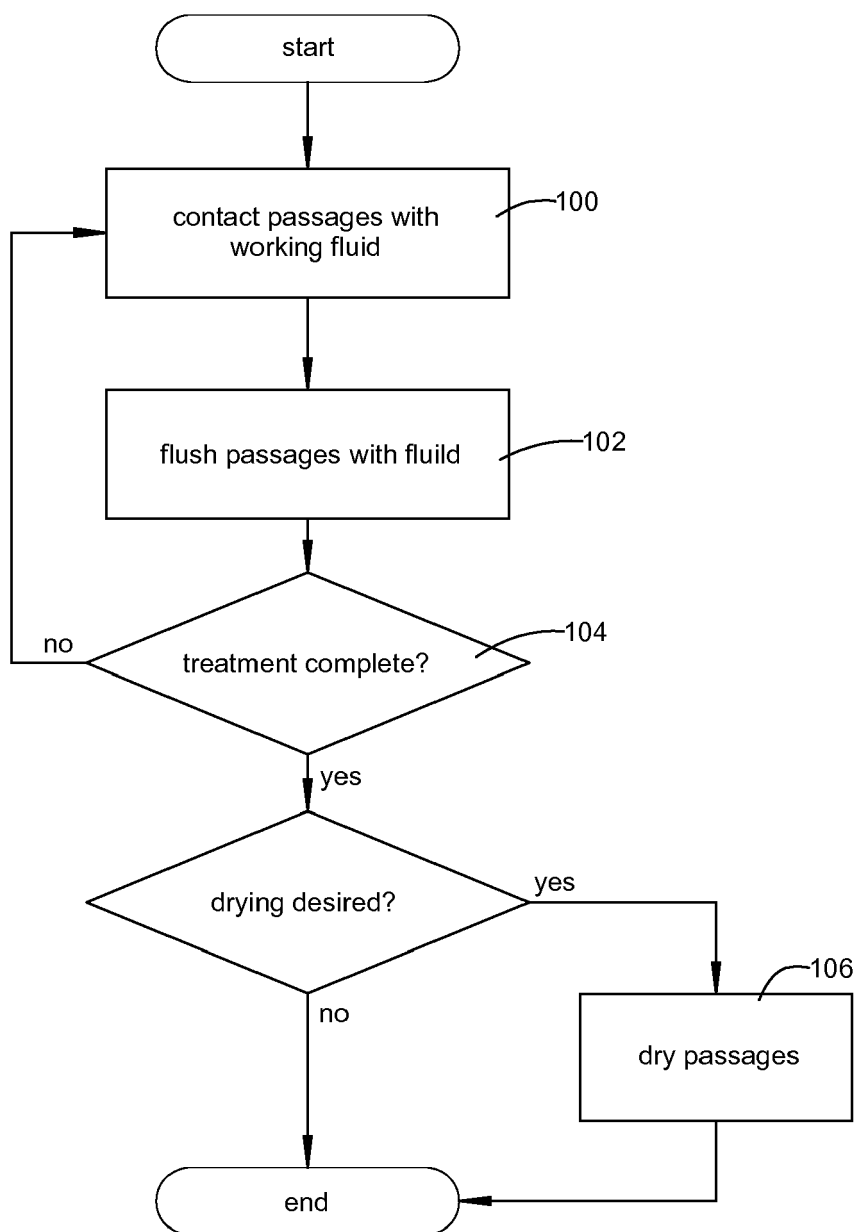 start
contact passages with
working fluid
100
flush passages with fluild
102
treatment complete?
104
no
yes
drying desired?
yes
no
dry passages
106
end